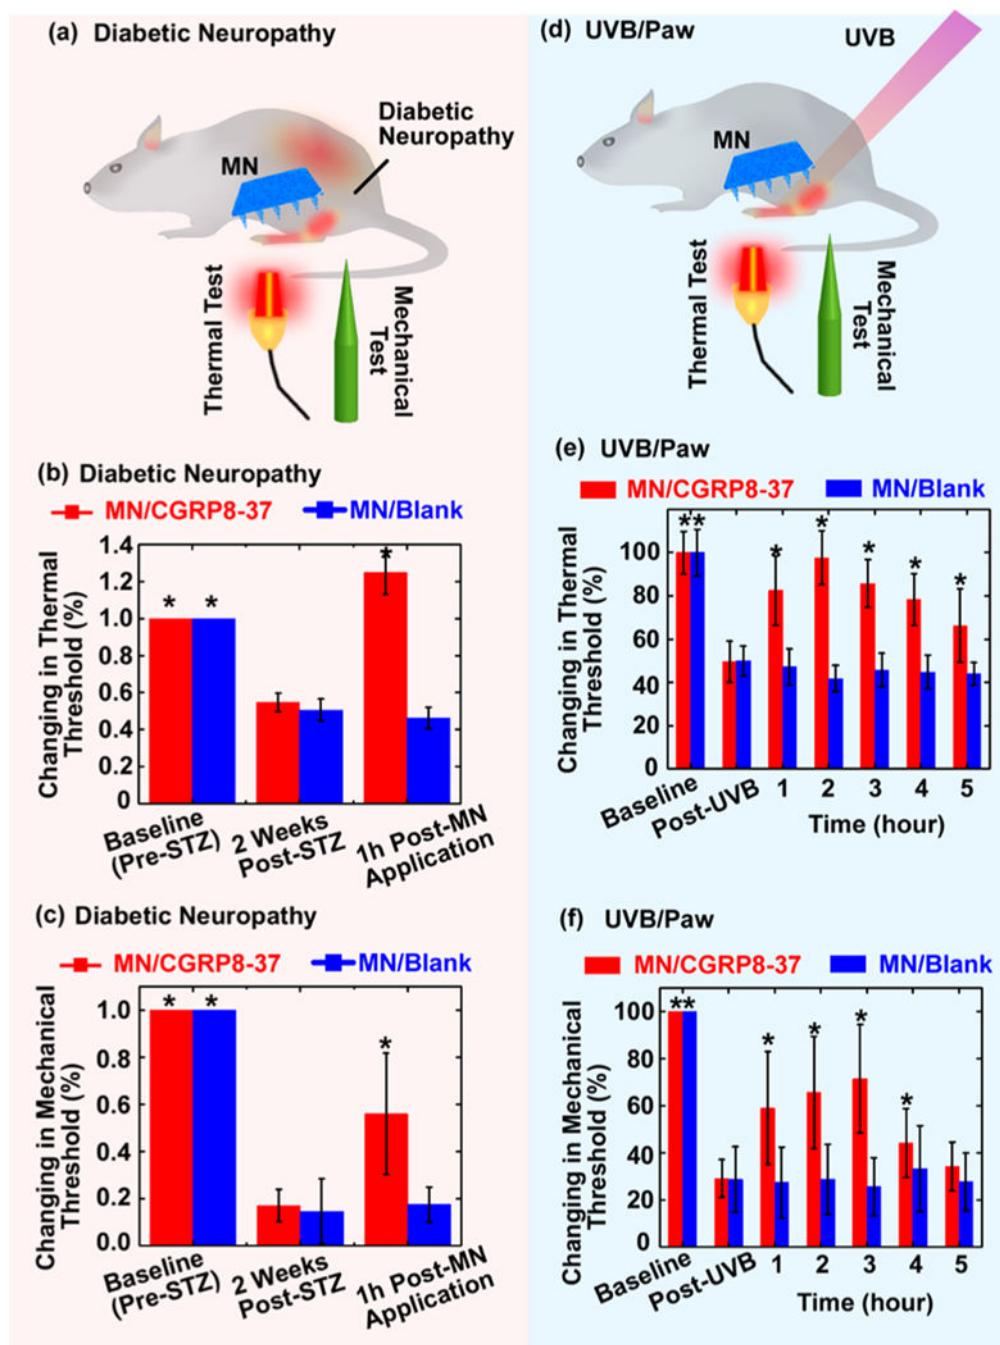 (a) Diabetic Neuropathy
Diabetic
Neuropathy
MN
Thermal Test
Mechanical
Test
(b) Diabetic Neuropathy
MN/CGRP8-37 MN/Blank
Changing in Thermal
Threshold (%)
1.4
1.2
1.0
0.8
0.6
0.4
0.2
0
* * *
Baseline
(Pre-STZ)
2 Weeks
Post-STZ
1h Post-MN
Application
(c) Diabetic Neuropathy
MN/CGRP8-37 MN/Blank
Changing in Mechanical
Threshold (%)
1.0
0.8
0.6
0.4
0.2
0.0
* * *
Baseline
(Pre-STZ)
2 Weeks
Post-STZ
1h Post-MN
Application
(d) UVB/Paw
UVB
MN
Thermal Test
Mechanical
Test
(e) UVB/Paw
MN/CGRP8-37 MN/Blank
Changing in Thermal
Threshold (%)
100
80
60
40
20
0
** * * * * *
Baseline
Post-UVB
1 2 3 4 5
Time (hour)
(f) UVB/Paw
MN/CGRP8-37 MN/Blank
Changing in Mechanical
Threshold (%)
100
80
60
40
20
0
** * * * *
Baseline
Post-UVB
1 2 3 4 5
Time (hour)